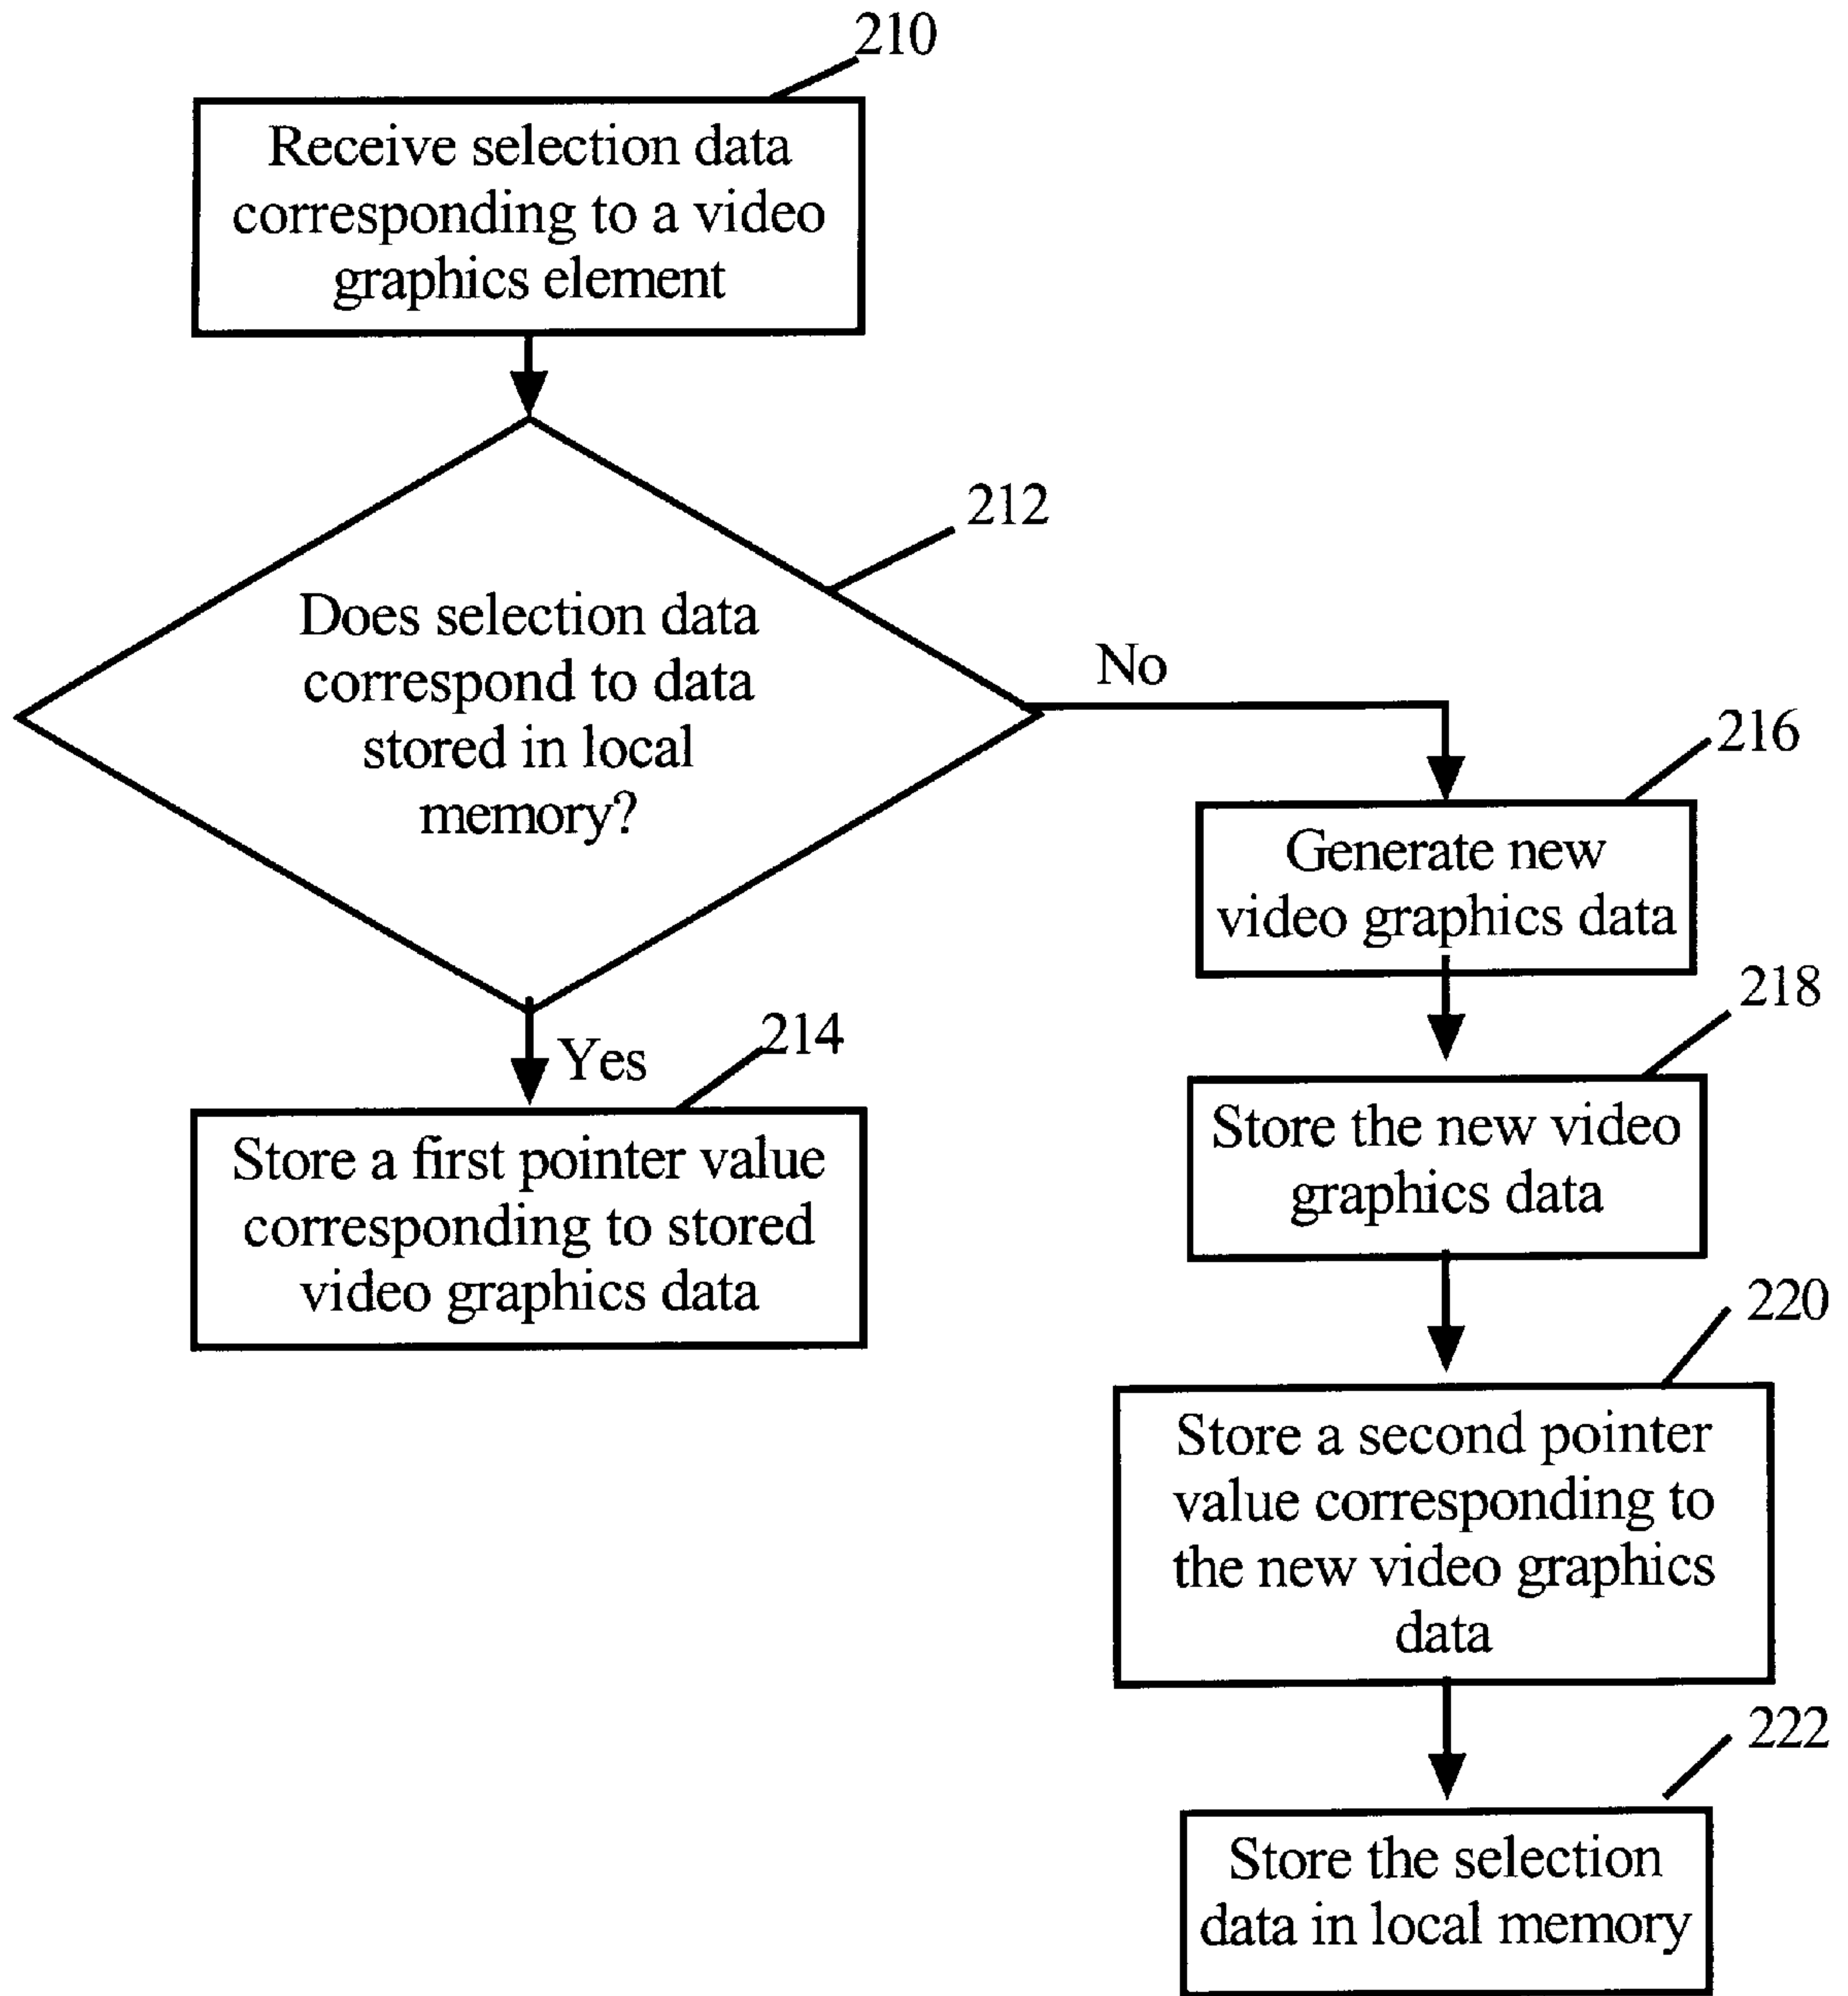 210
Receive selection data
corresponding to a video
graphics element
212
Does selection data
correspond to data
stored in local
memory?
No
Yes
214
Store a first pointer value
corresponding to stored
video graphics data
216
Generate new
video graphics data
218
Store the new video
graphics data
220
Store a second pointer
value corresponding to
the new video graphics
data
222
Store the selection
data in local memory